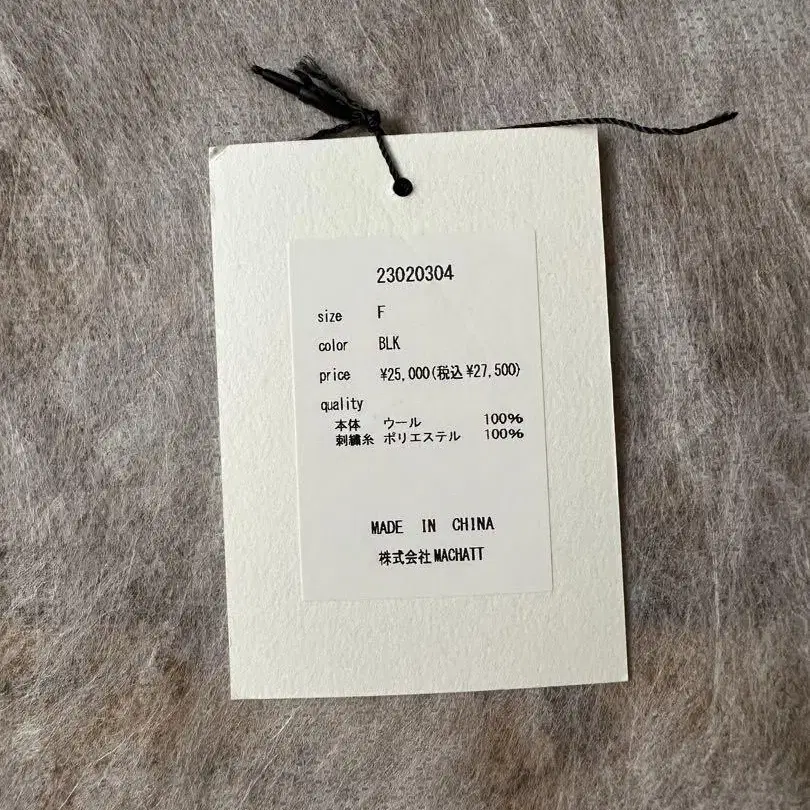 23020304
size F
color BLK
price ¥25,000(税込¥27,500)
quality
本体 ウール 100%
刺繍糸 ポリエステル 100%
MADE IN CHINA
株式会社MACHATT